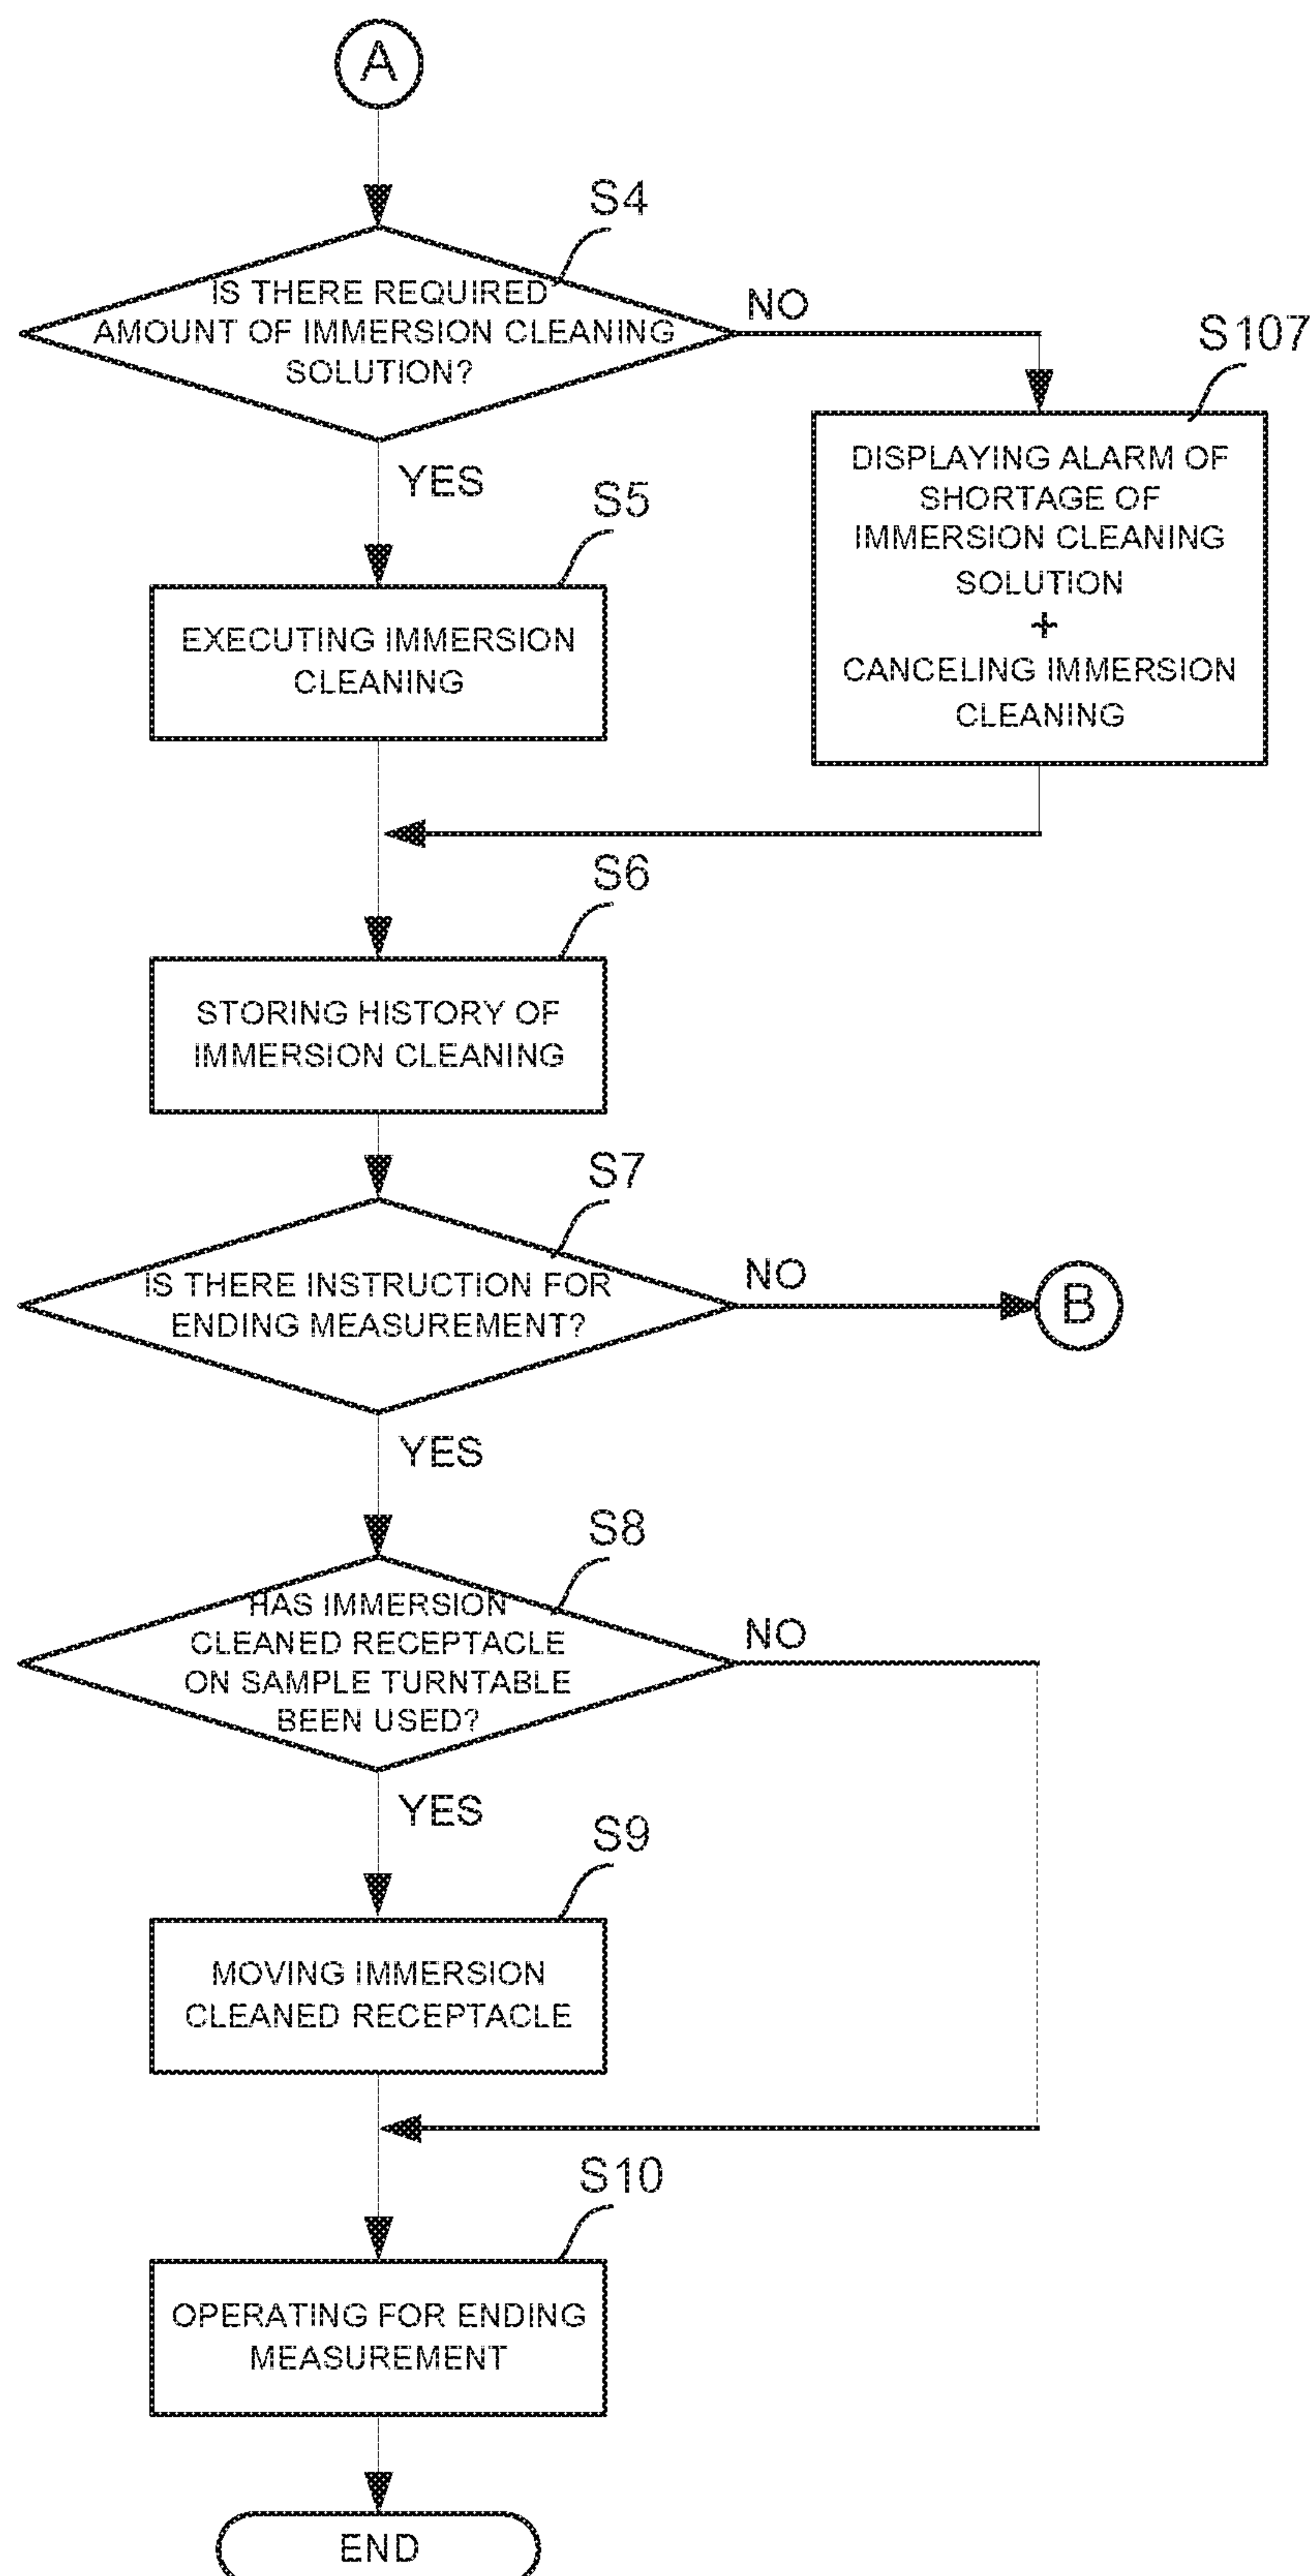 A
S4
IS THERE REQUIRED
AMOUNT OF IMMERSION CLEANING
SOLUTION?
NO
S107
DISPLAYING ALARM OF
SHORTAGE OF
IMMERSION CLEANING
SOLUTION
+
CANCELING IMMERSION
CLEANING
YES
S5
EXECUTING IMMERSION
CLEANING
S6
STORING HISTORY OF
IMMERSION CLEANING
S7
IS THERE INSTRUCTION FOR
ENDING MEASUREMENT?
NO
B
YES
S8
HAS IMMERSION
CLEANED RECEPTACLE
ON SAMPLE TURNTABLE
BEEN USED?
NO
YES
S9
MOVING IMMERSION
CLEANED RECEPTACLE
S10
OPERATING FOR ENDING
MEASUREMENT
END